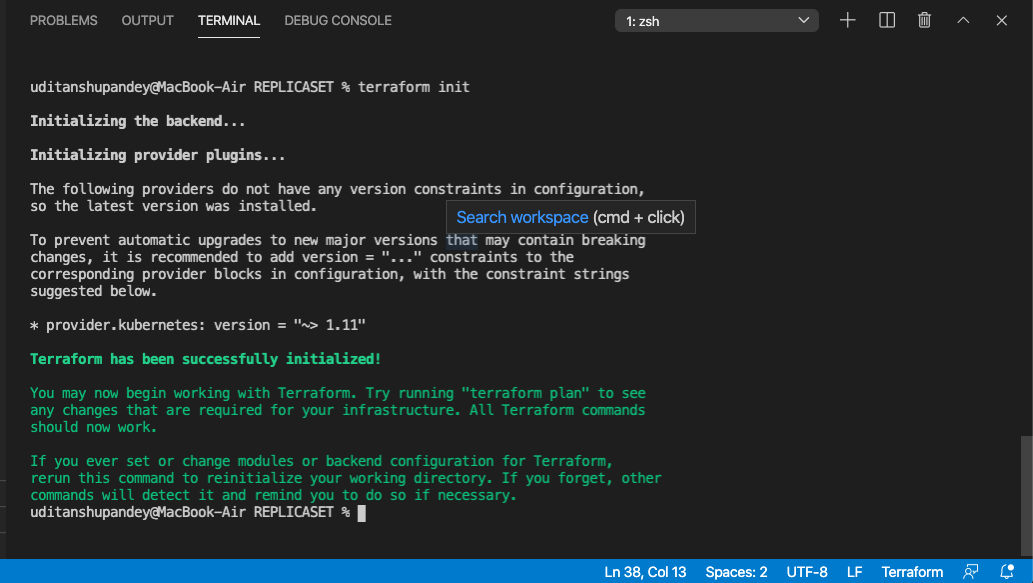 PROBLEMS OUTPUT TERMINAL DEBUG CONSOLE 1: zsh
uditanshupandey@MacBook-Air REPLICASET % terraform init
Initializing the backend...
Initializing provider plugins...
The following providers do not have any version constraints in configuration,
so the latest version was installed.
Search workspace (cmd + click)
To prevent automatic upgrades to new major versions that may contain breaking
changes, it is recommended to add version = "..." constraints to the
corresponding provider blocks in configuration, with the constraint strings
suggested below.
* provider.kubernetes: version = "~> 1.11"
Terraform has been successfully initialized!
You may now begin working with Terraform. Try running "terraform plan" to see
any changes that are required for your infrastructure. All Terraform commands
should now work.
If you ever set or change modules or backend configuration for Terraform,
rerun this command to reinitialize your working directory. If you forget, other
commands will detect it and remind you to do so if necessary.
uditanshupandey@MacBook-Air REPLICASET %
Ln 38, Col 13 Spaces: 2 UTF-8 LF Terraform